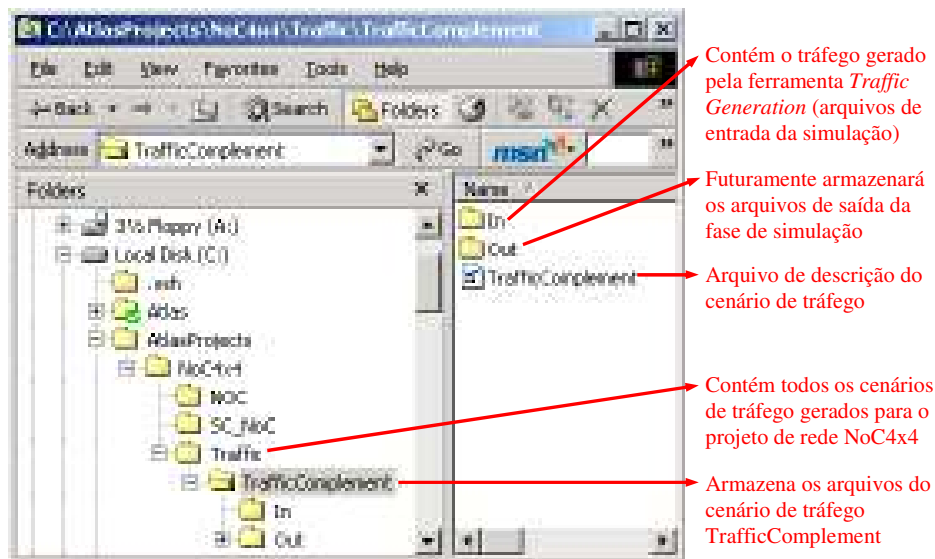 C:\AtlasProjects\NoC4x4\Traffic\TrafficComplement
File Edit View Favorites Tools Help
Back Search Folders
Address TrafficComplement Go msn
Folders
3½ Floppy (A:)
Local Disk (C:)
.ssh
Atlas
AtlasProjects
NoC4x4
NOC
SC_NoC
Traffic
TrafficComplement
In
Out
Name
In
Out
TrafficComplement
Contém o tráfego gerado
pela ferramenta Traffic
Generation (arquivos de
entrada da simulação)
Futuramente armazenará
os arquivos de saída da
fase de simulação
Arquivo de descrição do
cenário de tráfego
Contém todos os cenários
de tráfego gerados para o
projeto de rede NoC4x4
Armazena os arquivos do
cenário de tráfego
TrafficComplement